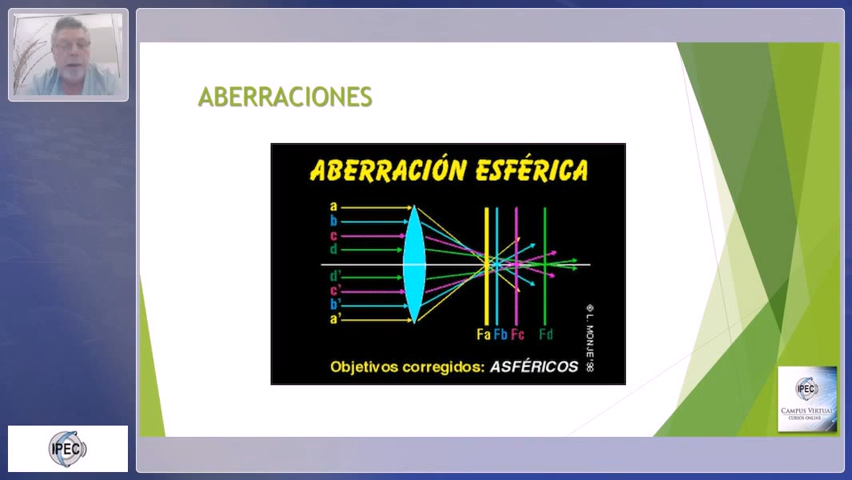 ABERRACIONES
ABERRACIÓN ESFÉRICA
a
b
c
d
d'
c'
b'
a'
Fa Fb Fc Fd
© L. MONJE'98
Objetivos corregidos: ASFÉRICOS
IPEC
CAMPUS VIRTUAL
CURSOS ONLINE
IPEC